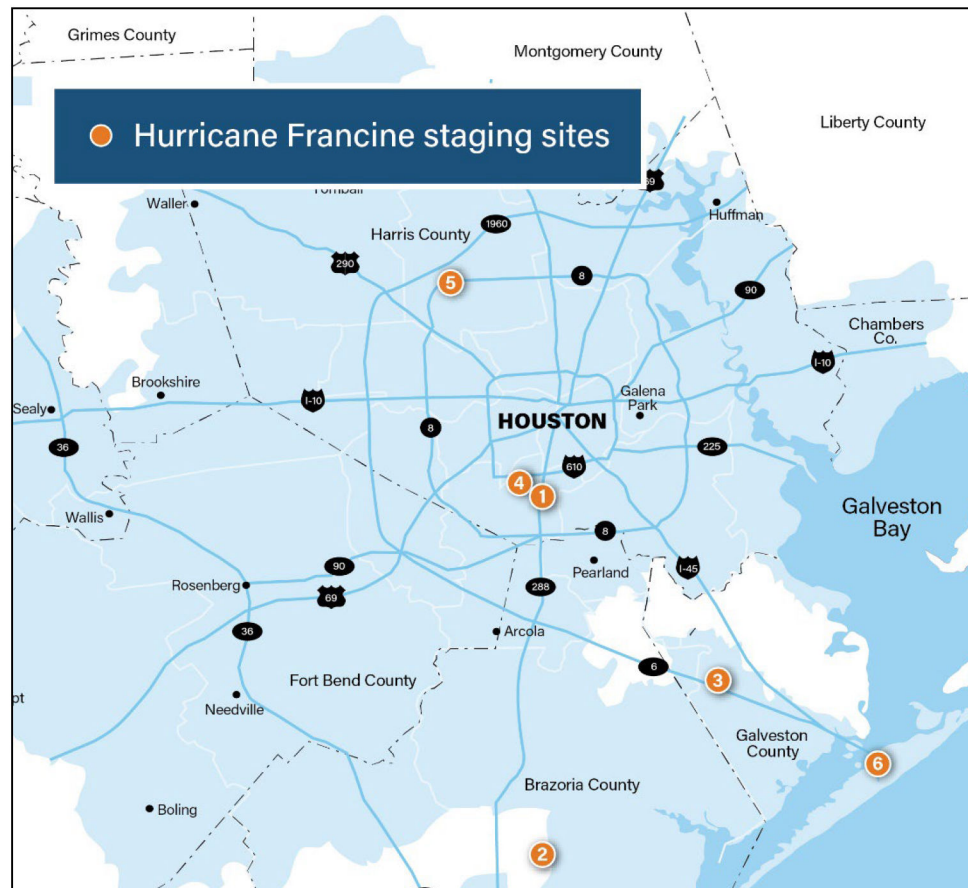 Grimes County
Montgomery County
Liberty County
Hurricane Francine staging sites
Tomball
69
Waller
Huffman
1960
Harris County
290
5
8
90
Chambers
Co.
I-10
Brookshire
Sealy
I-10
Galena
Park
HOUSTON
8
36
225
610
4
1
Galveston
Bay
Wallis
8
Pearland
I-45
90
Rosenberg
69
288
36
Arcola
6
3
Fort Bend County
pt
Needville
Galveston
County
6
Brazoria County
Boling
2